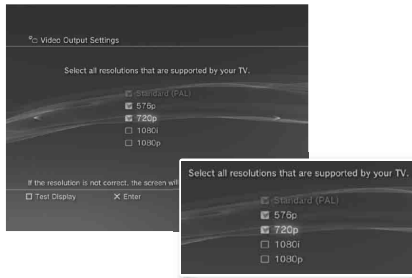 Video Output Settings
Select all resolutions that are supported by your TV.
Standard (PAL)
576p
720p
1080i
1080p
If the resolution is not correct, the screen will
Test Display
Enter
Select all resolutions that are supported by your TV.
Standard (PAL)
576p
720p
1080i
1080p